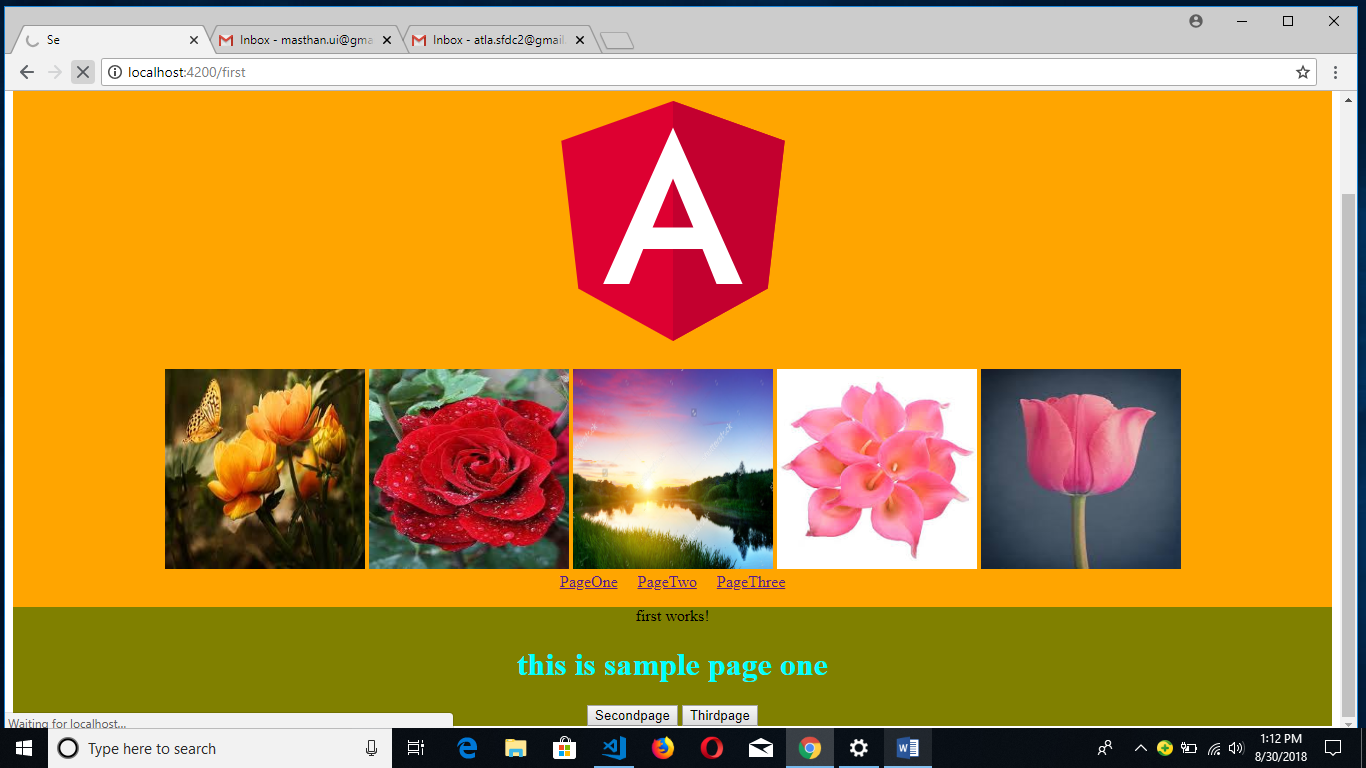 Se
Inbox - masthan.ui@gma
Inbox - atla.sfdc2@gmail
localhost:4200/first
A
PageOne PageTwo PageThree
first works!
this is sample page one
Secondpage Thirdpage
Waiting for localhost...
Type here to search
1:12 PM
8/30/2018